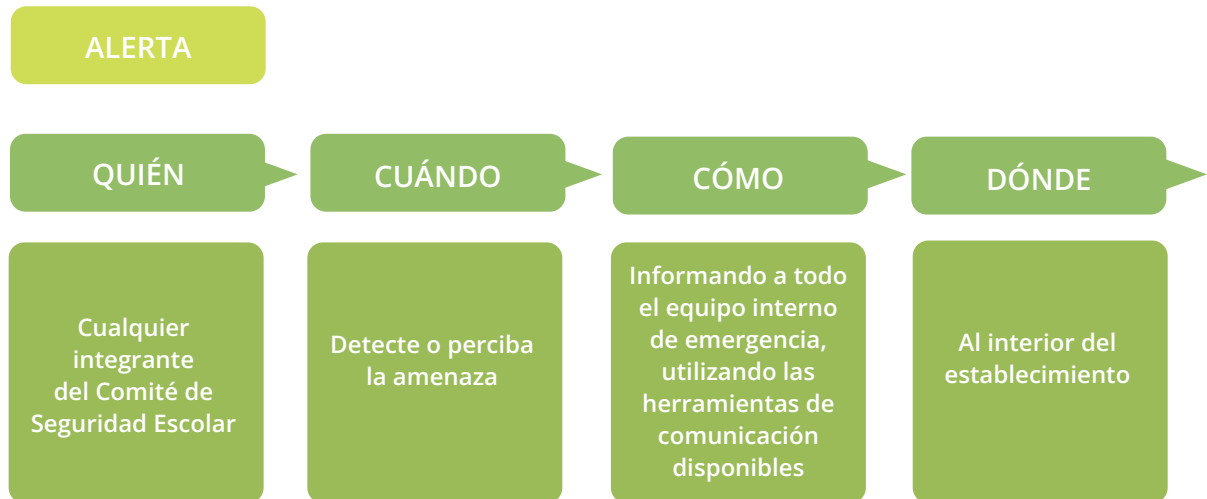 ALERTA
QUIÉN
CUÁNDO
CÓMO
DÓNDE
Cualquier
integrante
del Comité de
Seguridad Escolar
Detecte o perciba
la amenaza
Informando a todo
el equipo interno
de emergencia,
utilizando las
herramientas de
comunicación
disponibles
Al interior del
establecimiento